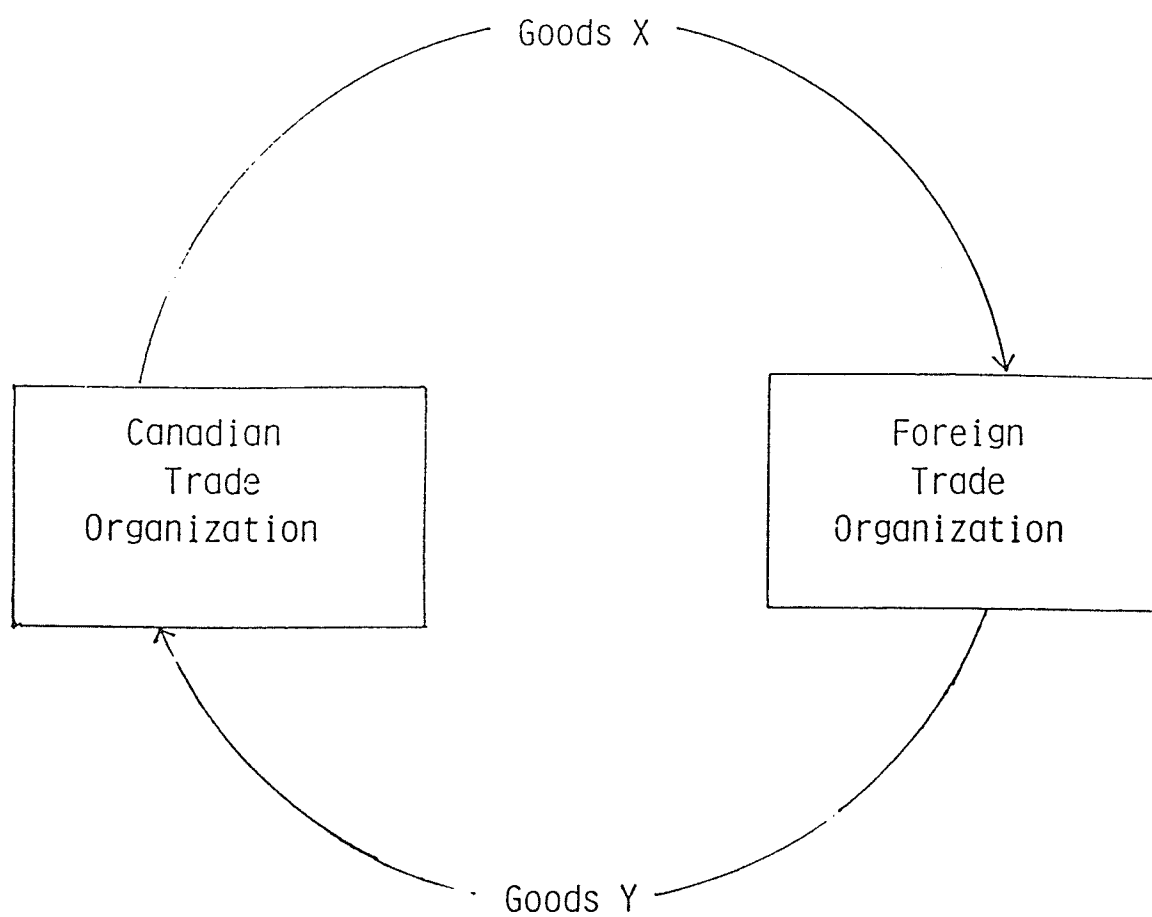 Goods X
Canadian
Trade
Organization
Foreign
Trade
Organization
Goods Y